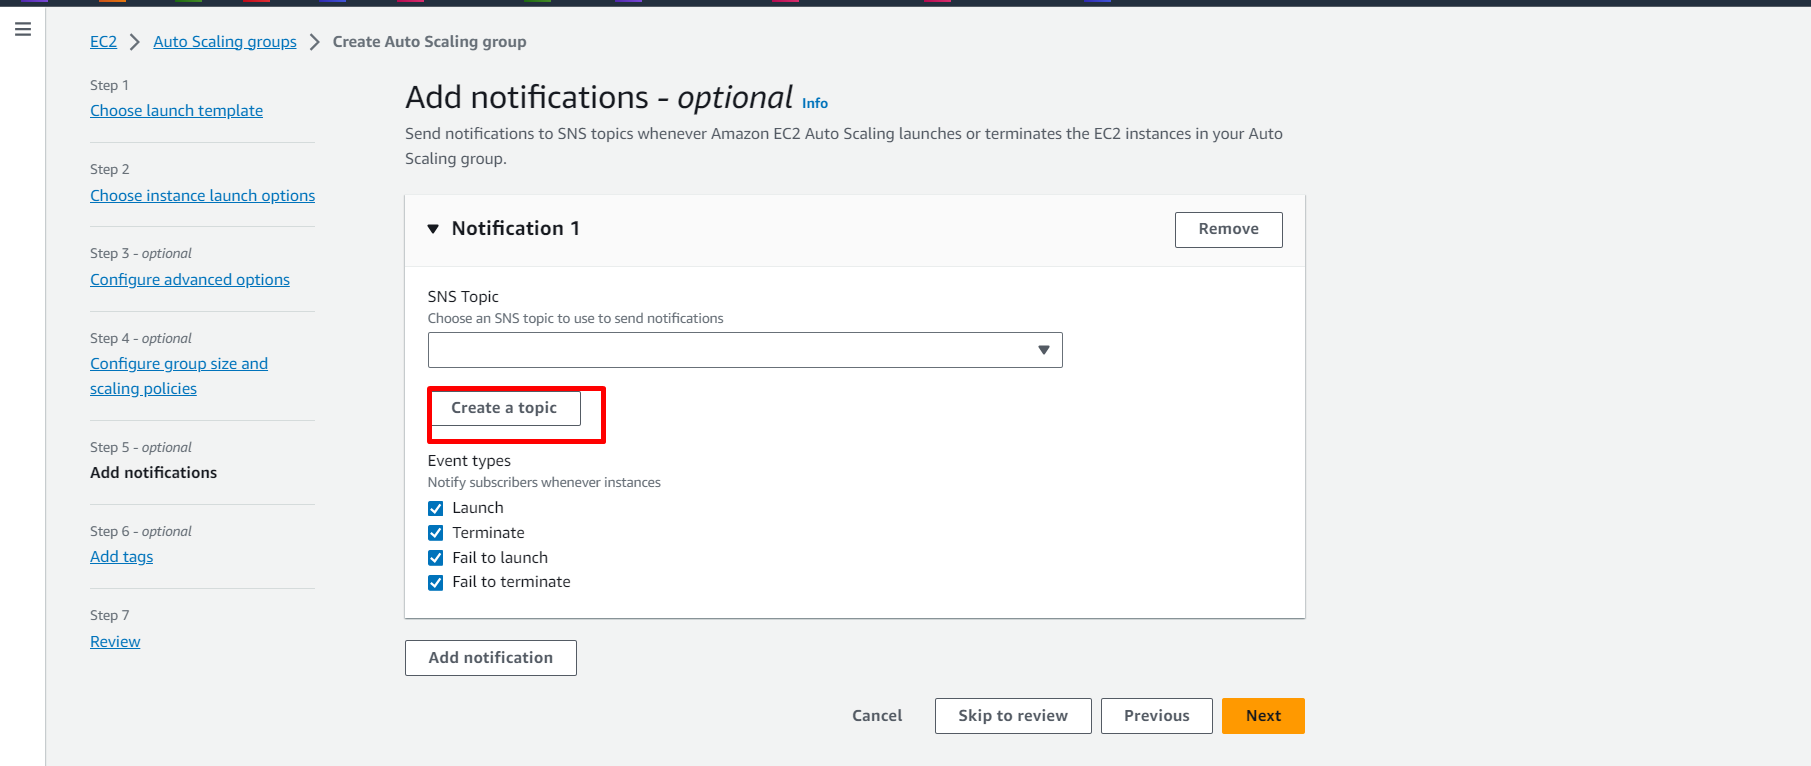 EC2 > Auto Scaling groups > Create Auto Scaling group
Step 1
Choose launch template
Step 2
Choose instance launch options
Step 3 - optional
Configure advanced options
Step 4 - optional
Configure group size and
scaling policies
Step 5 - optional
Add notifications
Step 6 - optional
Add tags
Step 7
Review
Add notifications - optional Info
Send notifications to SNS topics whenever Amazon EC2 Auto Scaling launches or terminates the EC2 instances in your Auto
Scaling group.
Notification 1
Remove
SNS Topic
Choose an SNS topic to use to send notifications
Create a topic
Event types
Notify subscribers whenever instances
Launch
Terminate
Fail to launch
Fail to terminate
Add notification
Cancel
Skip to review
Previous
Next